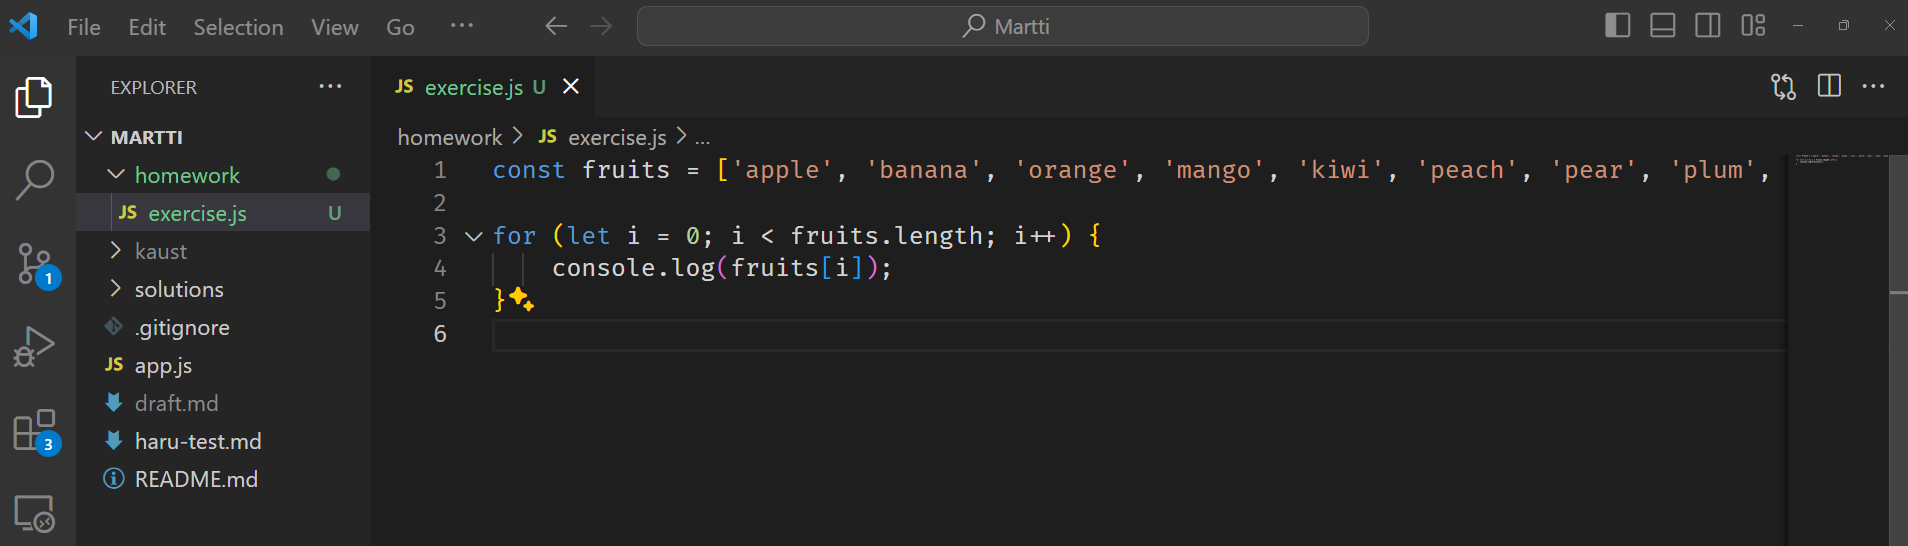 File Edit Selection View Go ···
Martti
EXPLORER ···
MARTTI
homework
JS exercise.js U
kaust
solutions
.gitignore
JS app.js
draft.md
haru-test.md
README.md
1
3
JS exercise.js U
homework > JS exercise.js > ...
1 const fruits = ['apple', 'banana', 'orange', 'mango', 'kiwi', 'peach', 'pear', 'plum',
2
3 for (let i = 0; i < fruits.length; i++) {
4 console.log(fruits[i]);
5 }
6